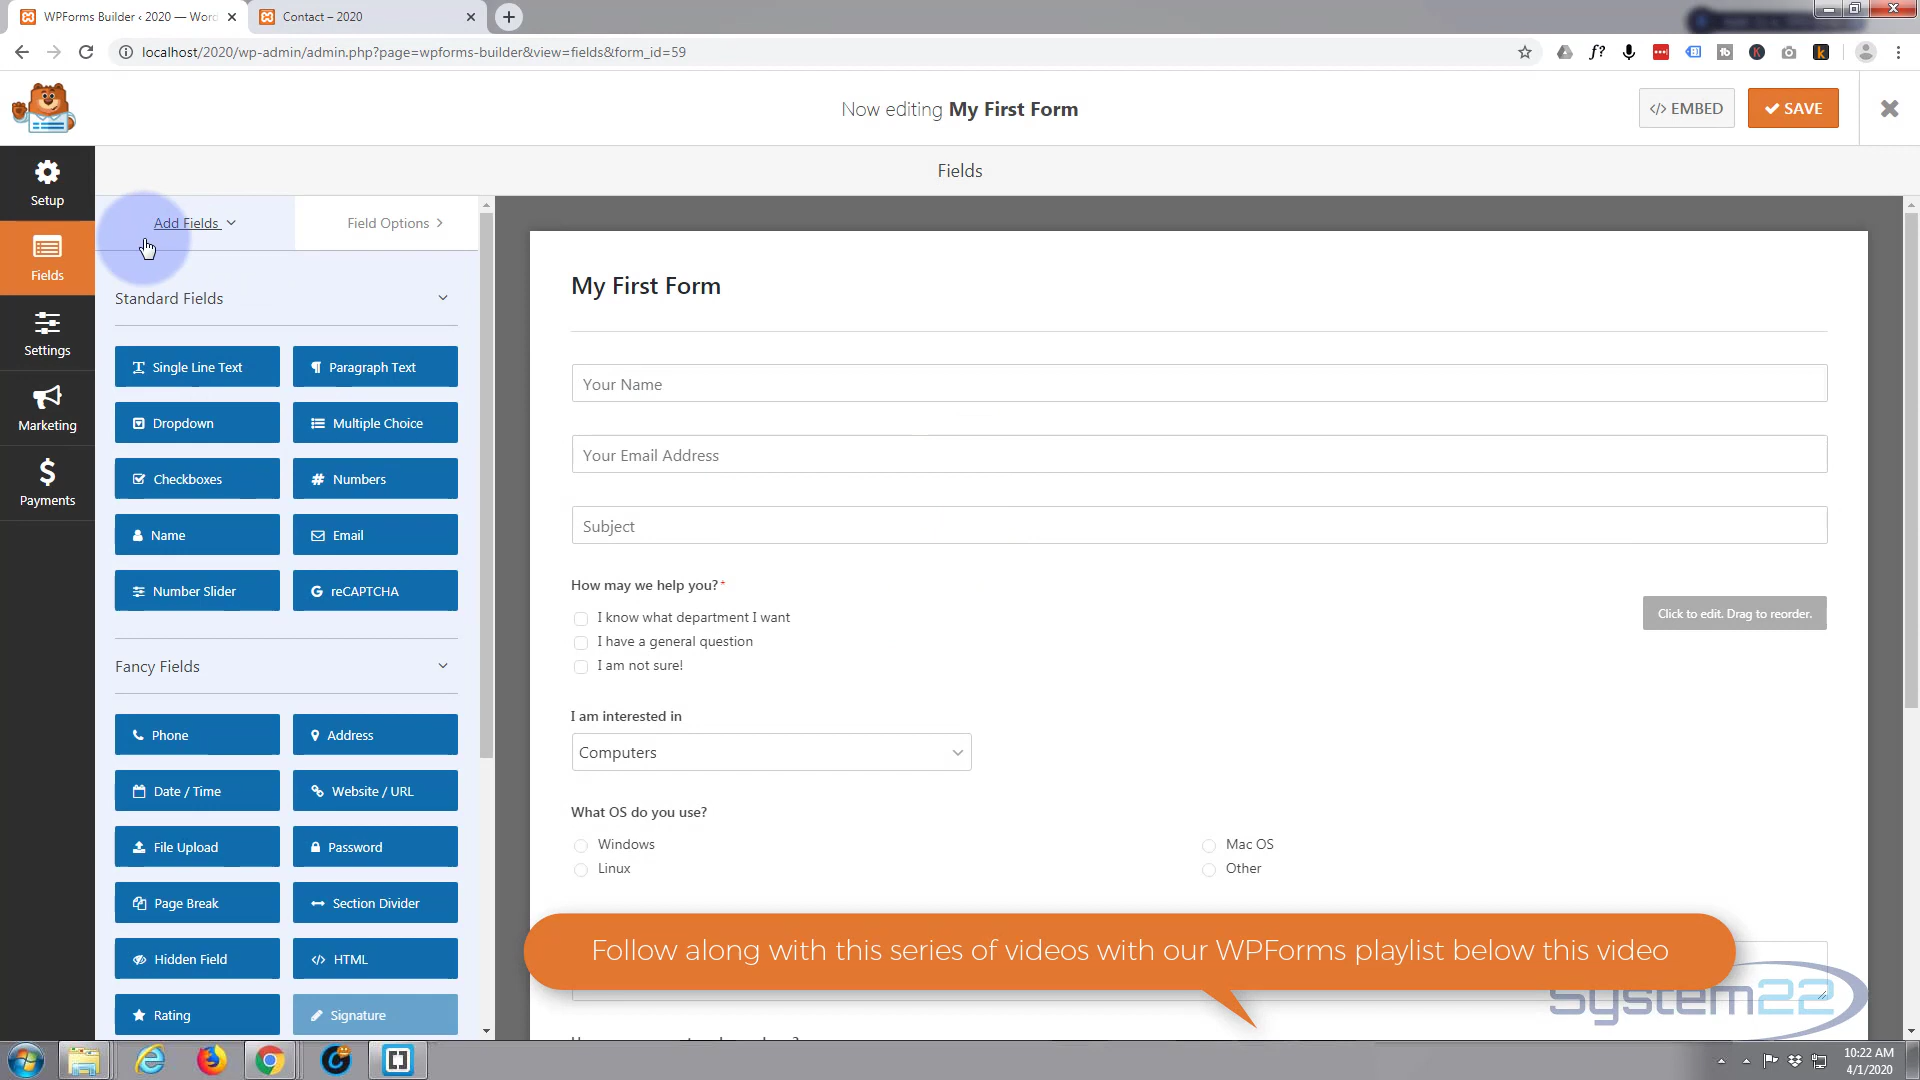 WPForms Builder ‹ 2020 — Word
Contact – 2020
localhost/2020/wp-admin/admin.php?page=wpforms-builder&view=fields&form_id=59
Now editing My First Form
</> EMBED
SAVE
Setup
Fields
Settings
Marketing
Payments
Fields
Add Fields
Field Options
Standard Fields
Single Line Text
Paragraph Text
Dropdown
Multiple Choice
Checkboxes
Numbers
Name
Email
Number Slider
reCAPTCHA
Fancy Fields
Phone
Address
Date / Time
Website / URL
File Upload
Password
Page Break
Section Divider
Hidden Field
HTML
Rating
Signature
My First Form
Your Name
Your Email Address
Subject
How may we help you? *
I know what department I want
I have a general question
I am not sure!
Click to edit. Drag to reorder.
I am interested in
Computers
What OS do you use?
Windows
Mac OS
Linux
Other
Follow along with this series of videos with our WPForms playlist below this video
System22
10:22 AM
4/1/2020